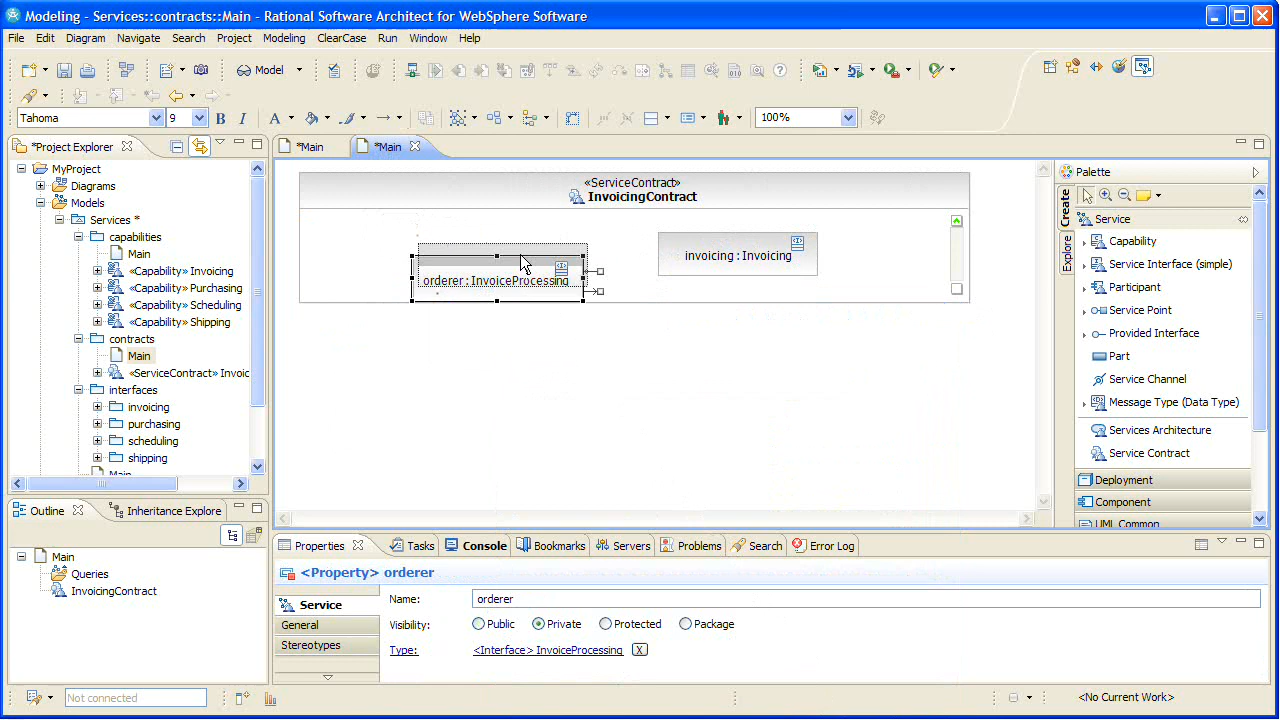 Modeling - Services::contracts::Main - Rational Software Architect for WebSphere Software
File Edit Diagram Navigate Search Project Modeling ClearCase Run Window Help
Model
Tahoma 9 B I A 100%
*Project Explorer
*Main
*Main
MyProject
Diagrams
Models
Services *
capabilities
Main
«Capability» Invoicing
«Capability» Purchasing
«Capability» Scheduling
«Capability» Shipping
contracts
Main
«ServiceContract» Invoic
interfaces
invoicing
purchasing
scheduling
shipping
Main
«ServiceContract»
InvoicingContract
orderer : InvoiceProcessing
invoicing : Invoicing
Palette
Create
Explore
Service
Capability
Service Interface (simple)
Participant
Service Point
Provided Interface
Part
Service Channel
Message Type (Data Type)
Services Architecture
Service Contract
Deployment
Component
UML Common
Outline
Inheritance Explore
Main
Queries
InvoicingContract
Properties
Tasks
Console
Bookmarks
Servers
Problems
Search
Error Log
<Property> orderer
Service
General
Stereotypes
Name: orderer
Visibility: Public Private Protected Package
Type: <Interface> InvoiceProcessing X
Not connected
<No Current Work>